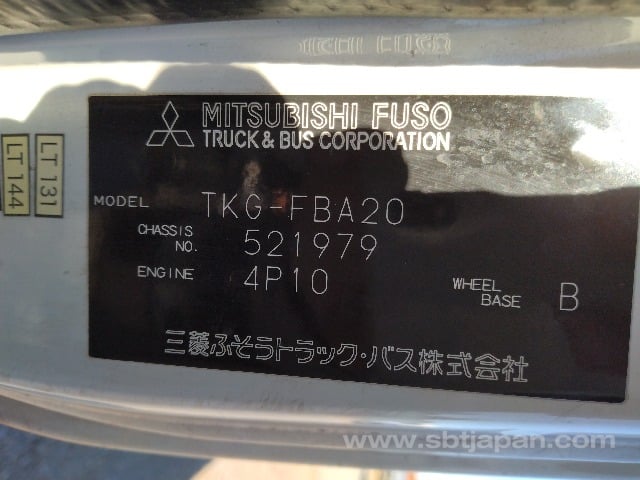 MITSUBISHI FUSO
TRUCK & BUS CORPORATION
LT 131
LT 144
MODEL TKG-FBA20
CHASSIS NO. 521979
ENGINE 4P10
WHEEL BASE B
三菱ふそうトラック・バス株式会社
www.sbtjapan.com